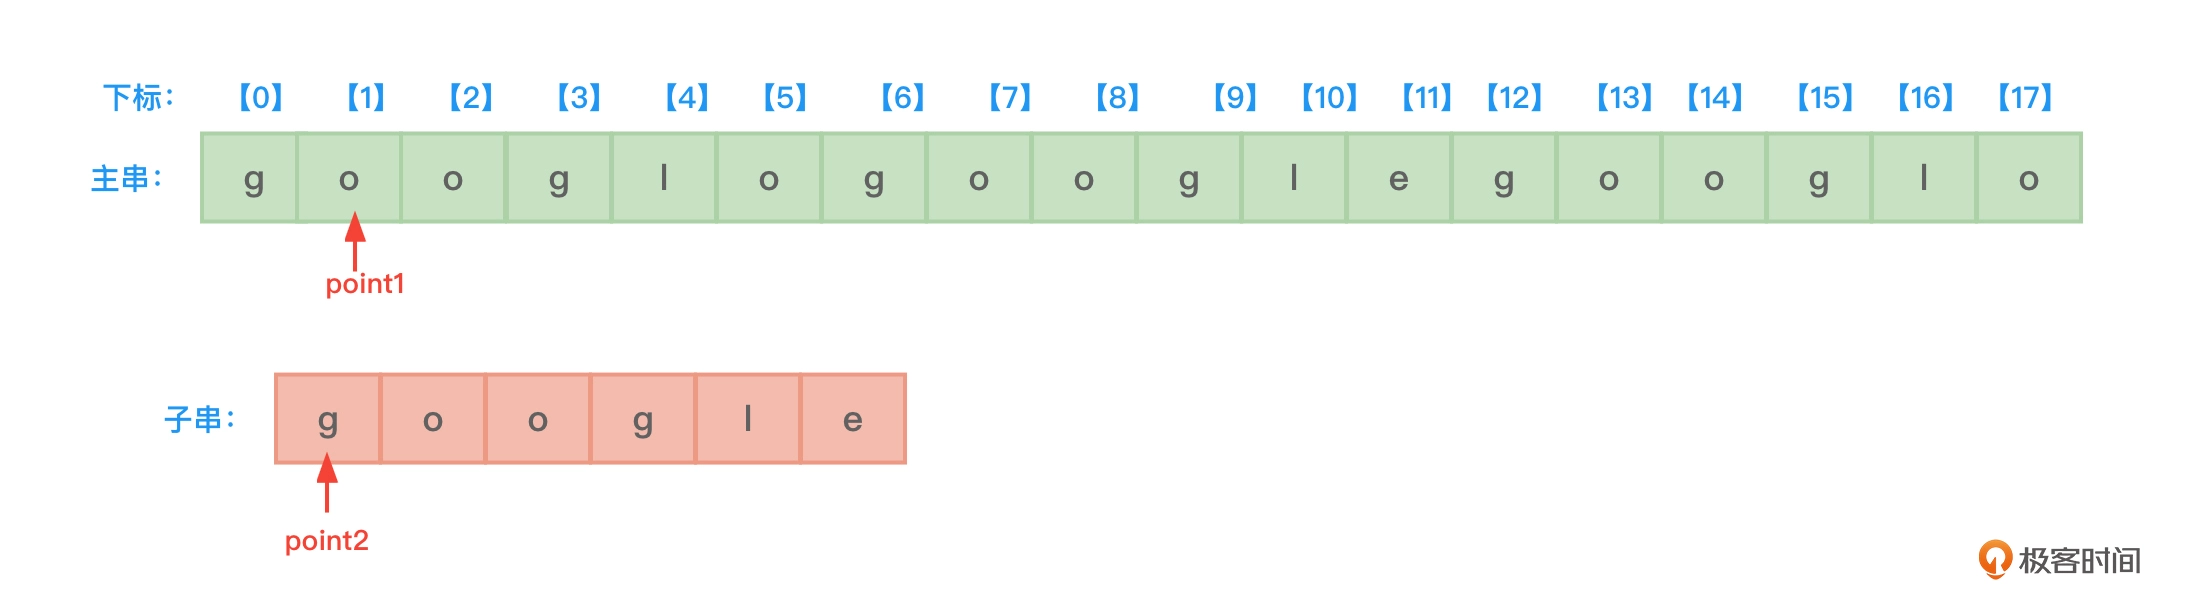 下标： 【0】 【1】 【2】 【3】 【4】 【5】 【6】 【7】 【8】 【9】 【10】 【11】 【12】 【13】 【14】 【15】 【16】 【17】
主串： g o o g l o g o o g l e g o o g l o
point1
子串： g o o g l e
point2
极客时间